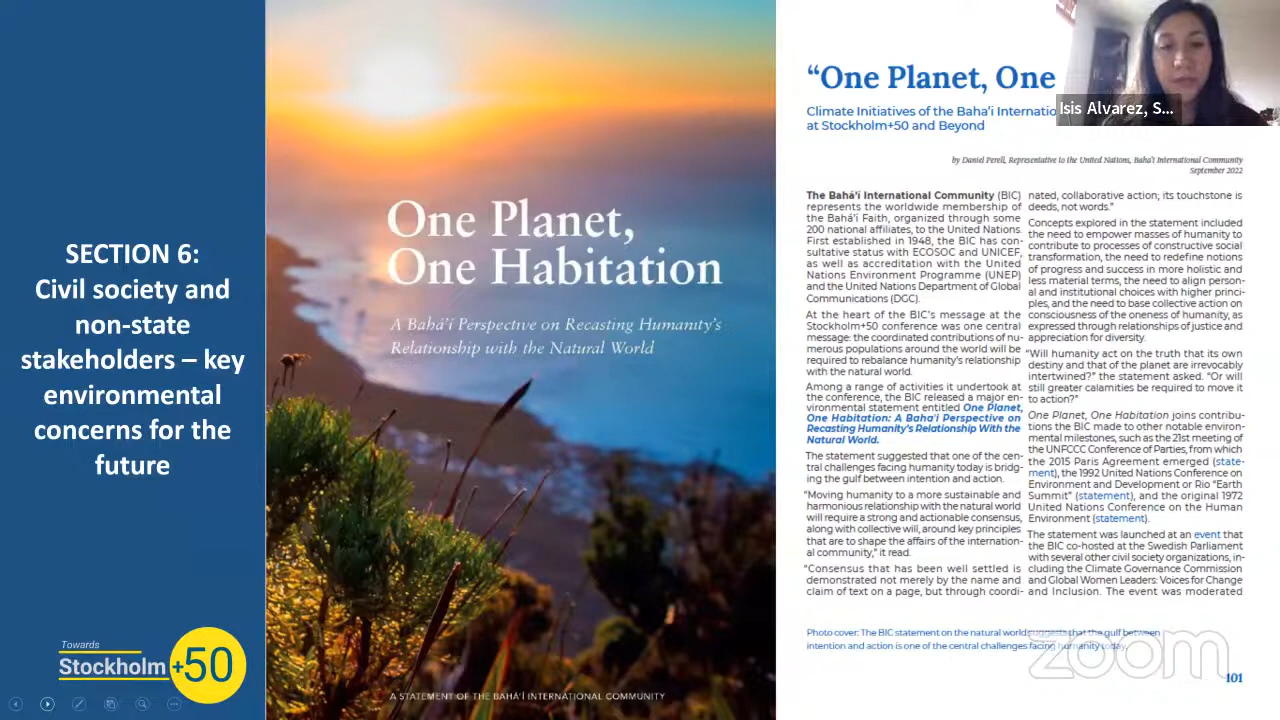 SECTION 6:
Civil society and
non-state
stakeholders – key
environmental
concerns for the
future
Towards
Stockholm
+50
One Planet,
One Habitation
A Bahá’í Perspective on Recasting Humanity’s
Relationship with the Natural World
A STATEMENT OF THE BAHÁ’Í INTERNATIONAL COMMUNITY
“One Planet, One
Climate Initiatives of the Baha’i Internatio
at Stockholm+50 and Beyond
Isis Alvarez, S...
by Daniel Perell, Representative to the United Nations, Baha’i International Community
September 2022
The Bahá’í International Community (BIC)
represents the worldwide membership of
the Bahá’í Faith, organized through some
200 national affiliates, to the United Nations.
First established in 1948, the BIC has con-
sultative status with ECOSOC and UNICEF,
as well as accreditation with the United
Nations Environment Programme (UNEP)
and the United Nations Department of Global
Communications (DGC).
At the heart of the BIC’s message at the
Stockholm+50 conference was one central
message: the coordinated contributions of nu-
merous populations around the world will be
required to rebalance humanity’s relationship
with the natural world.
Among a range of activities it undertook at
the conference, the BIC released a major en-
vironmental statement entitled One Planet,
One Habitation: A Baha’i Perspective on
Recasting Humanity’s Relationship With the
Natural World.
The statement suggested that one of the cen-
tral challenges facing humanity today is bridg-
ing the gulf between intention and action.
“Moving humanity to a more sustainable and
harmonious relationship with the natural world
will require a strong and actionable consensus,
along with collective will, around key principles
that are to shape the affairs of the internation-
al community,” it read.
“Consensus that has been well settled is
demonstrated not merely by the name and
claim of text on a page, but through coordi-
nated, collaborative action; its touchstone is
deeds, not words.”
Concepts explored in the statement included
the need to empower masses of humanity to
contribute to processes of constructive social
transformation, the need to redefine notions
of progress and success in more holistic and
less material terms, the need to align person-
al and institutional choices with higher princi-
ples, and the need to base collective action on
consciousness of the oneness of humanity, as
expressed through relationships of justice and
appreciation for diversity.
“Will humanity act on the truth that its own
destiny and that of the planet are irrevocably
intertwined?” the statement asked. “Or will
still greater calamities be required to move it
to action?”
One Planet, One Habitation joins contribu-
tions the BIC made to other notable environ-
mental milestones, such as the 21st meeting of
the UNFCCC Conference of Parties, from which
the 2015 Paris Agreement emerged (state-
ment), the 1992 United Nations Conference on
Environment and Development or Rio “Earth
Summit” (statement), and the original 1972
United Nations Conference on the Human
Environment (statement).
The statement was launched at an event that
the BIC co-hosted at the Swedish Parliament
with several other civil society organizations, in-
cluding the Climate Governance Commission
and Global Women Leaders: Voices for Change
and Inclusion. The event was moderated
Photo cover: The BIC statement on the natural world suggests that the gulf between
intention and action is one of the central challenges facing humanity today.
zoom
101